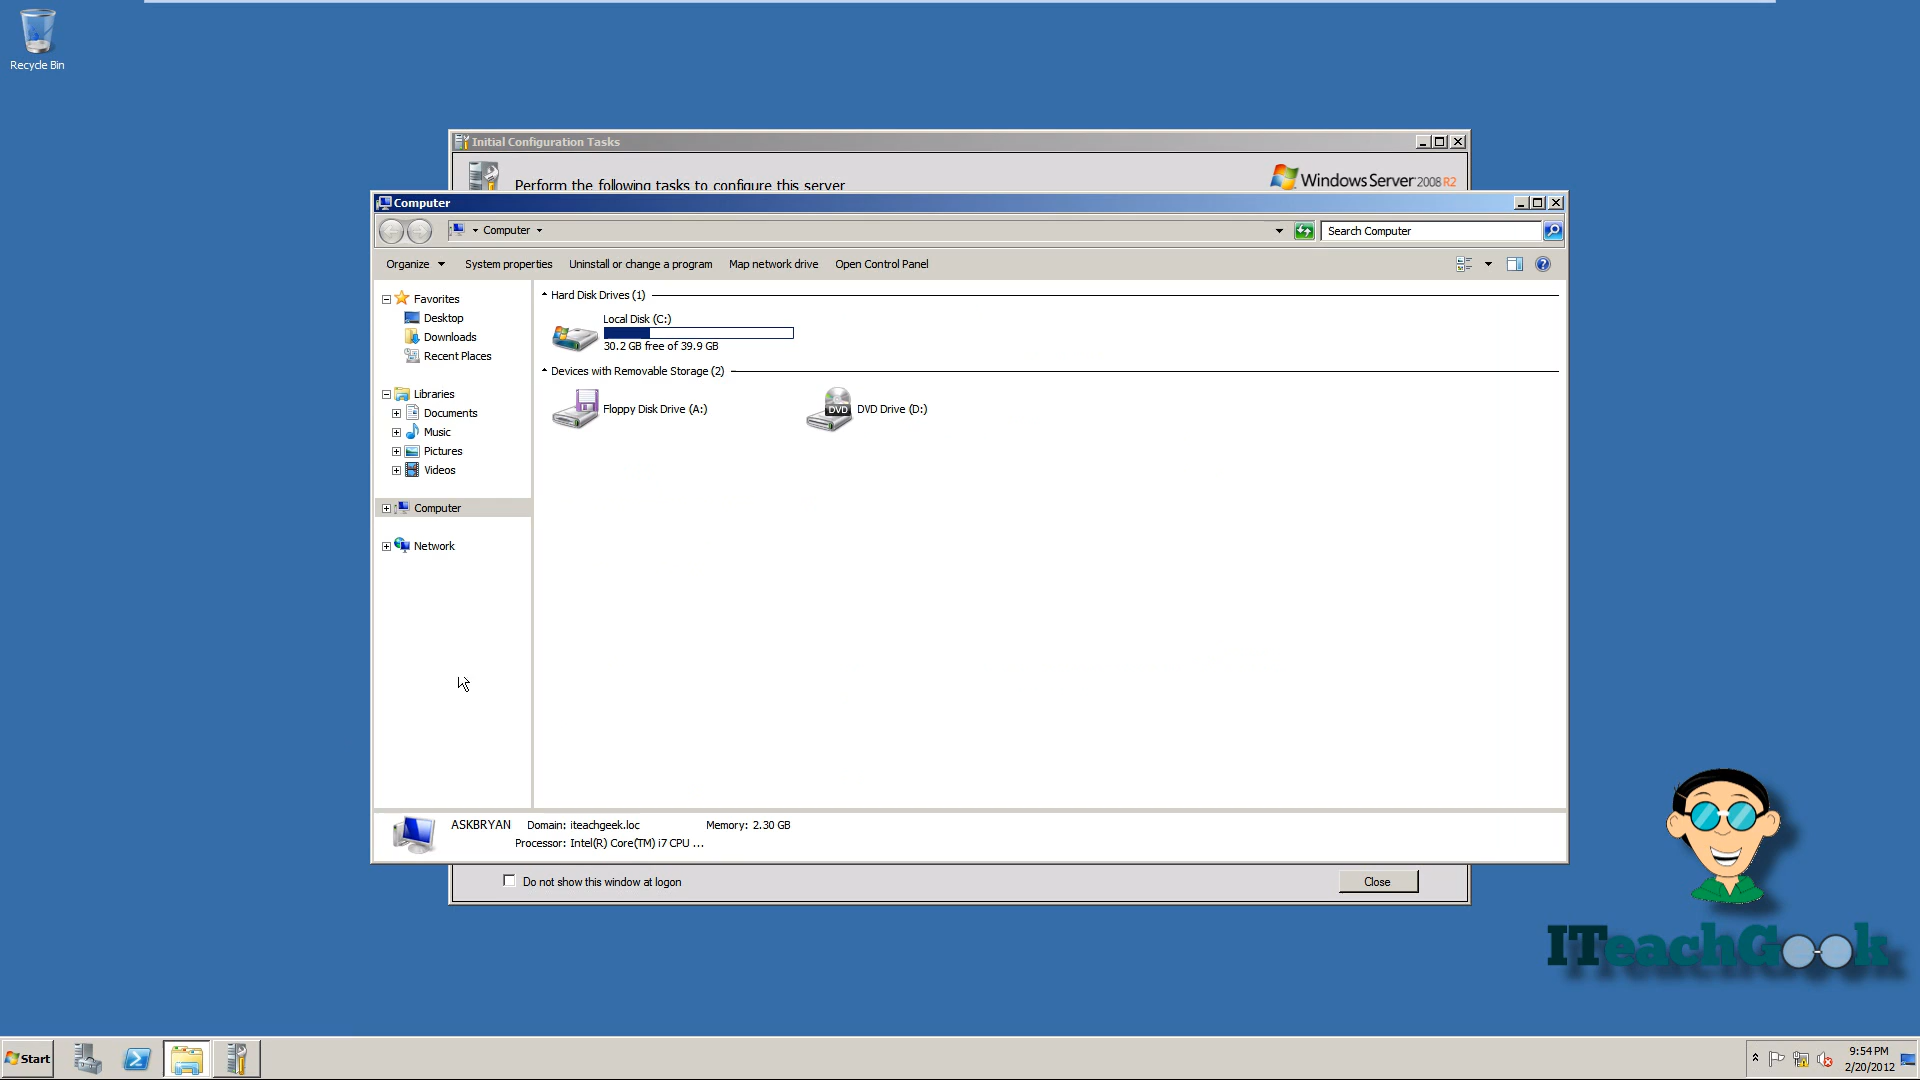 Recycle Bin
Initial Configuration Tasks
Perform the following tasks to configure this server
Windows Server 2008 R2
Computer
Computer
Search Computer
Organize
System properties
Uninstall or change a program
Map network drive
Open Control Panel
Favorites
Desktop
Downloads
Recent Places
Libraries
Documents
Music
Pictures
Videos
Computer
Network
Hard Disk Drives (1)
Local Disk (C:)
30.2 GB free of 39.9 GB
Devices with Removable Storage (2)
Floppy Disk Drive (A:)
DVD
DVD Drive (D:)
ASKBRYAN Domain: iteachgeek.loc Memory: 2.30 GB
Processor: Intel(R) Core(TM) i7 CPU ...
Do not show this window at logon
Close
ITeachGeek
Start
9:54 PM
2/20/2012